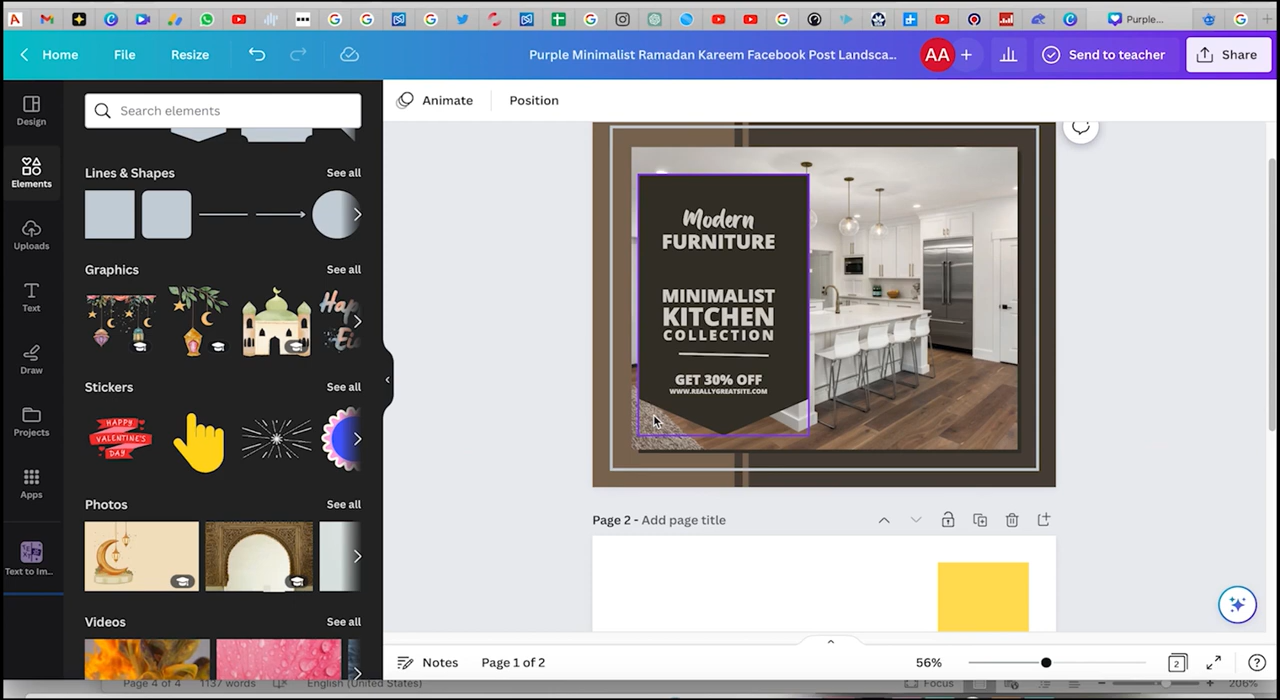 Purple...
Home
File
Resize
Purple Minimalist Ramadan Kareem Facebook Post Landsca...
AA
+
Send to teacher
Share
Design
Elements
Uploads
Text
Draw
Projects
Apps
Text to Im...
Search elements
Lines & Shapes
See all
Graphics
See all
Stickers
See all
HAPPY
VALENTINE'S
DAY
Photos
See all
Videos
See all
Animate
Position
Modern
FURNITURE
MINIMALIST
KITCHEN
COLLECTION
GET 30% OFF
WWW.REALLYGREATSITE.COM
Page 2 - Add page title
Notes
Page 1 of 2
56%
2
?
Page 4 of 4
1137 words
English (United States)
Focus
206%